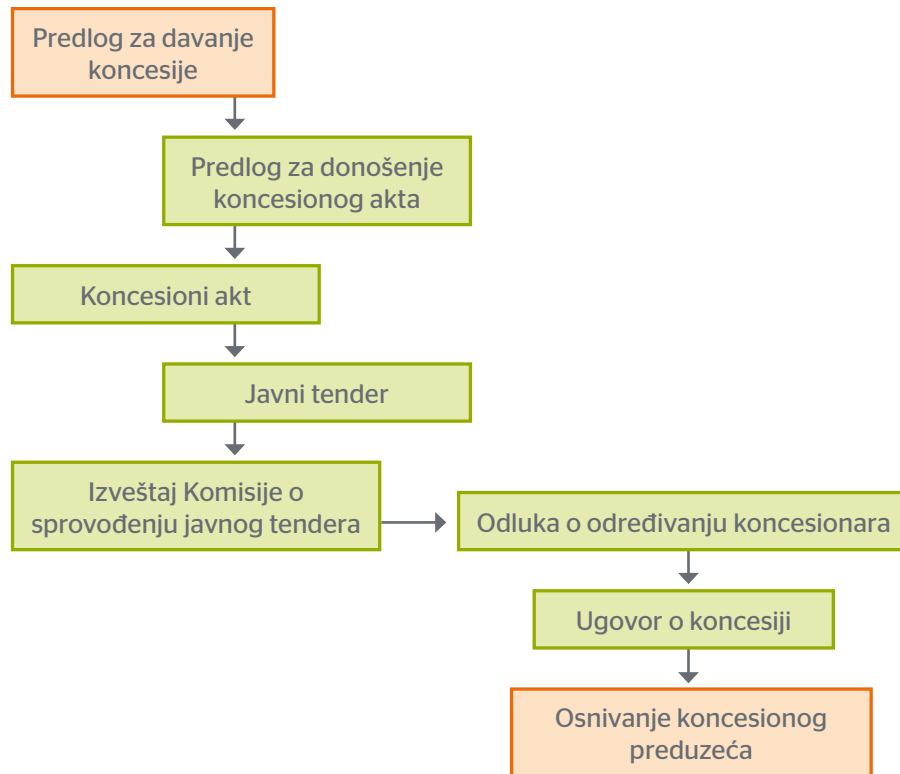 Predlog za davanje
koncesije
Predlog za donošenje
koncesionog akta
Koncesioni akt
Javni tender
Izveštaj Komisije o
sprovođenju javnog tendera
Odluka o određivanju koncesionara
Ugovor o koncesiji
Osnivanje koncesionog
preduzeća